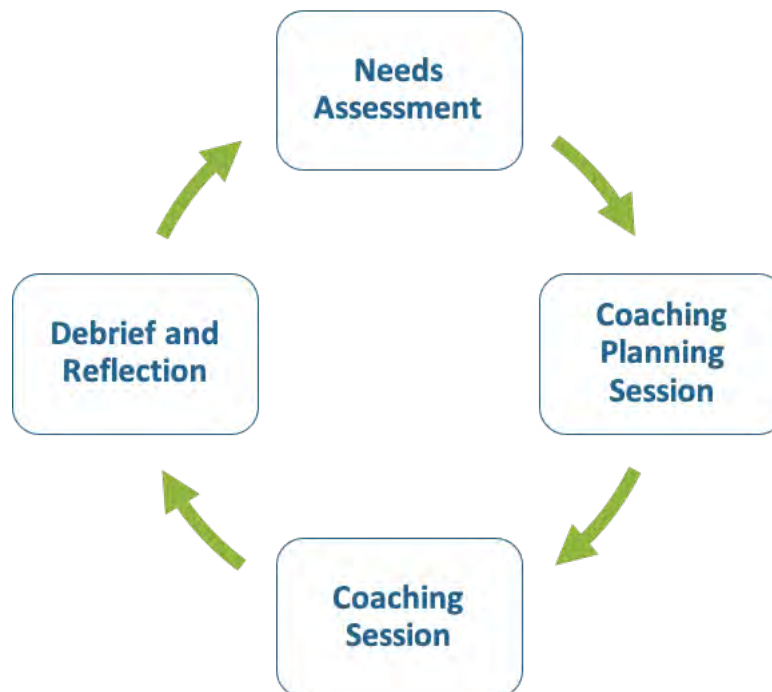 Needs
Assessment
Coaching
Planning
Session
Coaching
Session
Debrief and
Reflection